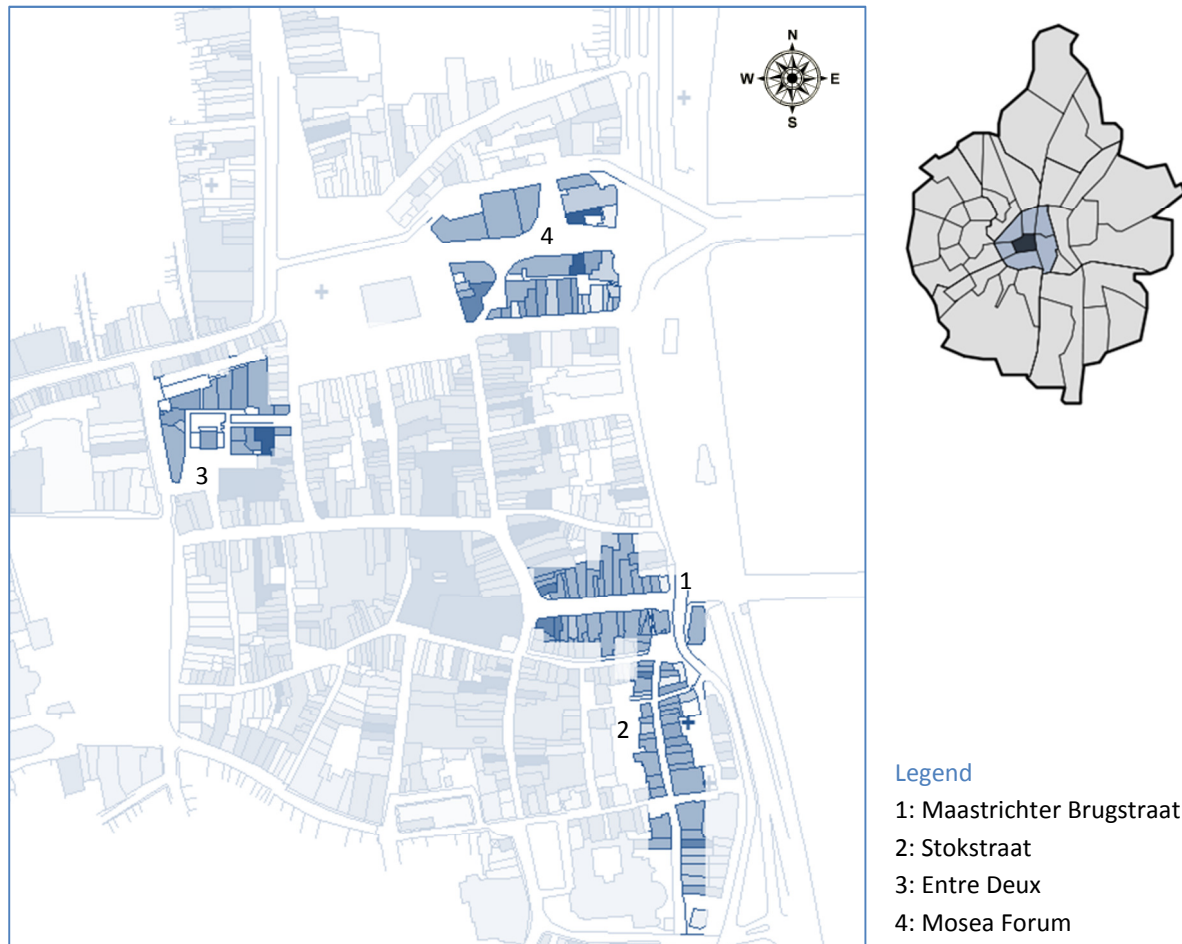 N
W E
S
4
3
1
2
Legend
1: Maastrichter Brugstraat
2: Stokstraat
3: Entre Deux
4: Mosea Forum